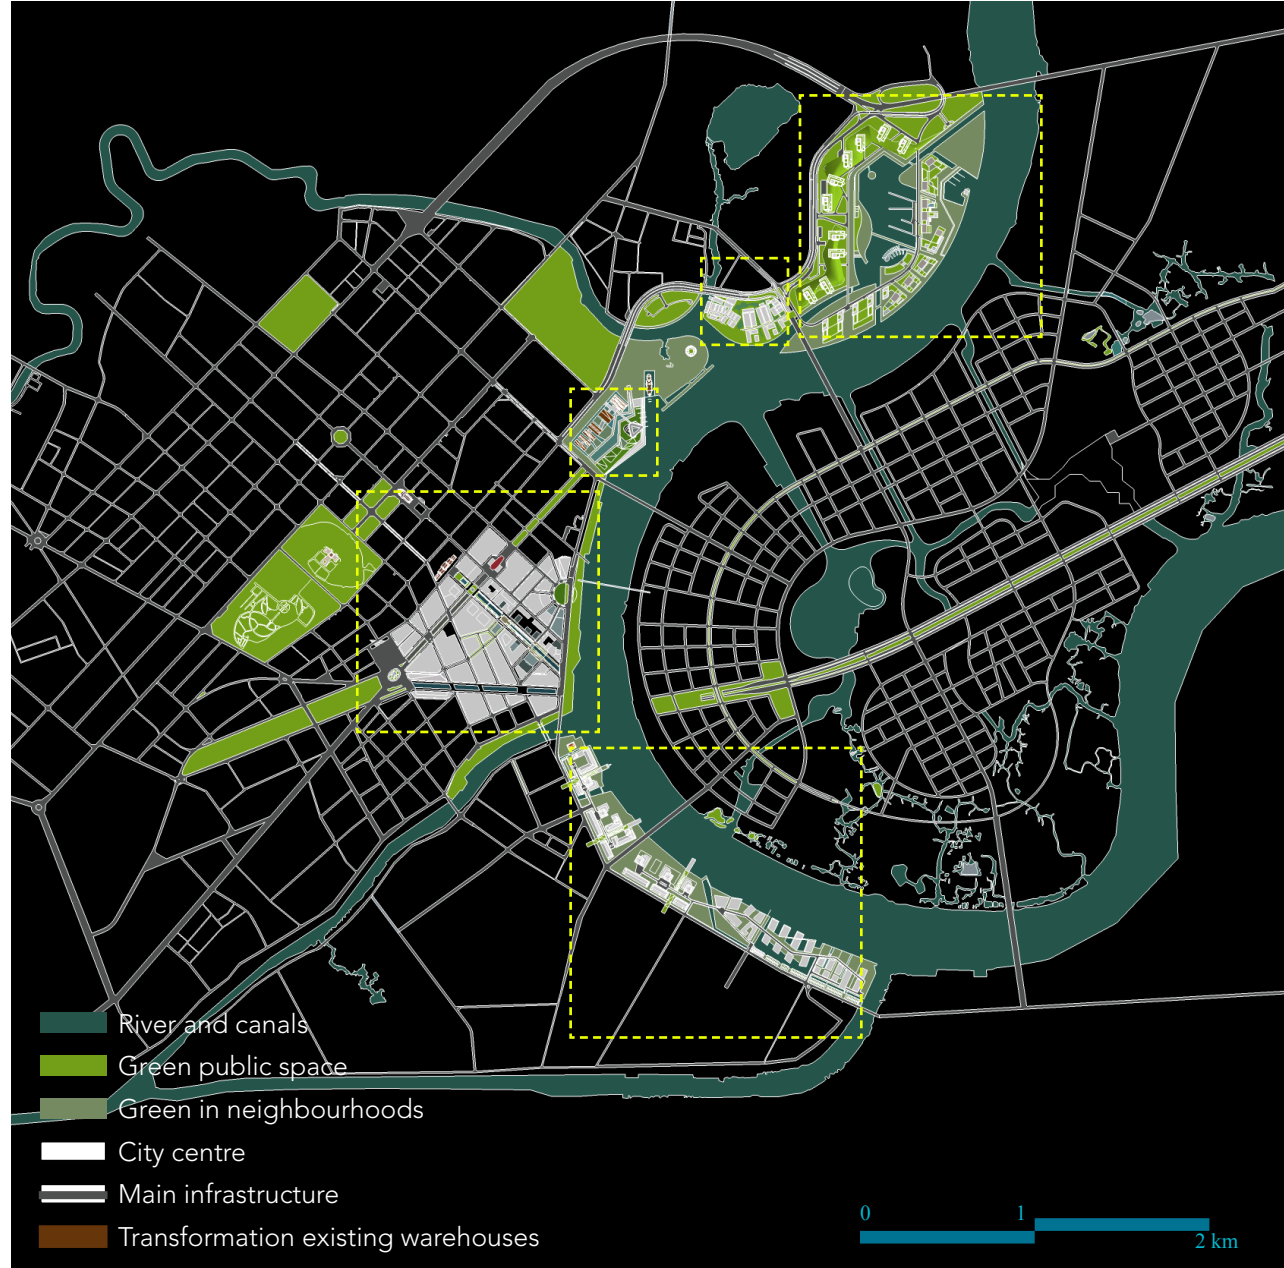 River and canals
Green public space
Green in neighbourhoods
City centre
Main infrastructure
Transformation existing warehouses
0 1
2 km